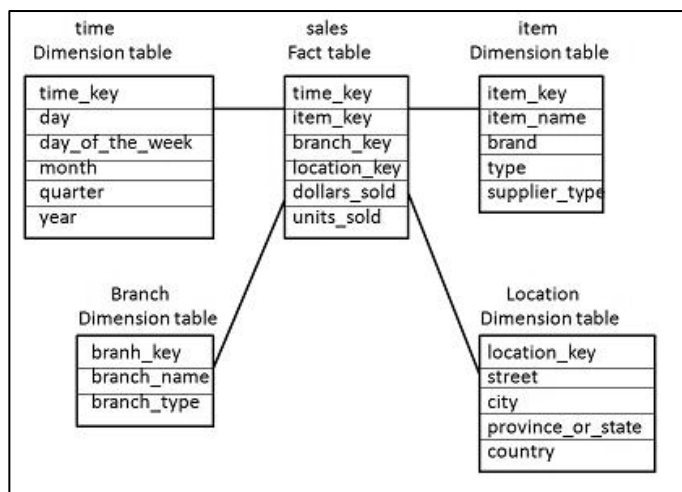 time
Dimension table
time_key
day
day_of_the_week
month
quarter
year
sales
Fact table
time_key
item_key
branch_key
location_key
dollars_sold
units_sold
item
Dimension table
item_key
item_name
brand
type
supplier_type
Branch
Dimension table
branh_key
branch_name
branch_type
Location
Dimension table
location_key
street
city
province_or_state
country